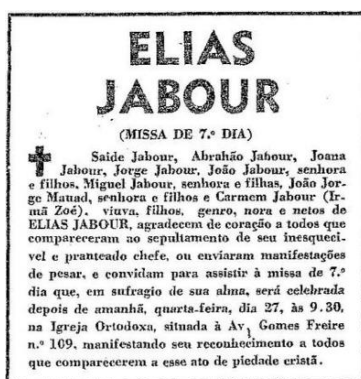 ELIAS
JABOUR
(MISSA DE 7.º DIA)
Saide Jabour, Abrahão Jabour, Joana
Jabour, Jorge Jabour, João Jabour, senhora
e filhos, Miguel Jabour, senhora e filhas, João Jor-
ge Mauad, senhora e filhos e Carmem Jabour (Ir-
mã Zoé), viuva, filhos, genro, nora e netos de
ELIAS JABOUR, agradecem de coração a todos que
compareceram ao sepultamento de seu inesqueci-
vel e pranteado chefe, ou enviaram manifestações
de pesar, e convidam para assistir à missa de 7.º
dia que, em sufragio de sua alma, será celebrada
depois de amanhã, quarta-feira, dia 27, às 9.30,
na Igreja Ortodoxa, situada à Av. Gomes Freire
n.º 109, manifestando seu reconhecimento a todos
que comparecerem a esse ato de piedade cristã.